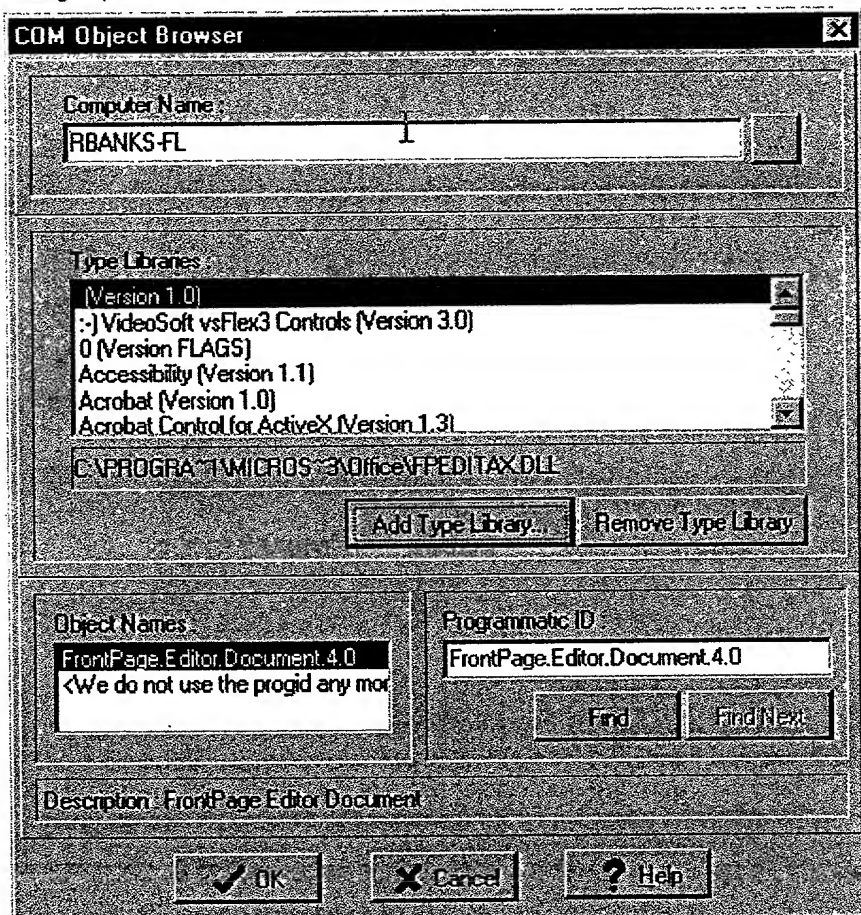 COM Object Browser
Computer Name :
RBANKS-FL
...
Type Libraries :
(Version 1.0)
:-) VideoSoft vsFlex3 Controls (Version 3.0)
0 (Version FLAGS)
Accessibility (Version 1.1)
Acrobat (Version 1.0)
Acrobat Control for ActiveX (Version 1.3)
C:\PROGRA~1\MICROS~3\Office\FPEDITAX.DLL
Add Type Library... Remove Type Library
Object Names : Programmatic ID :
FrontPage.Editor.Document.4.0 FrontPage.Editor.Document.4.0
<We do not use the progid any mor
Find Find Next
Description : FrontPage Editor Document
OK Cancel ? Help